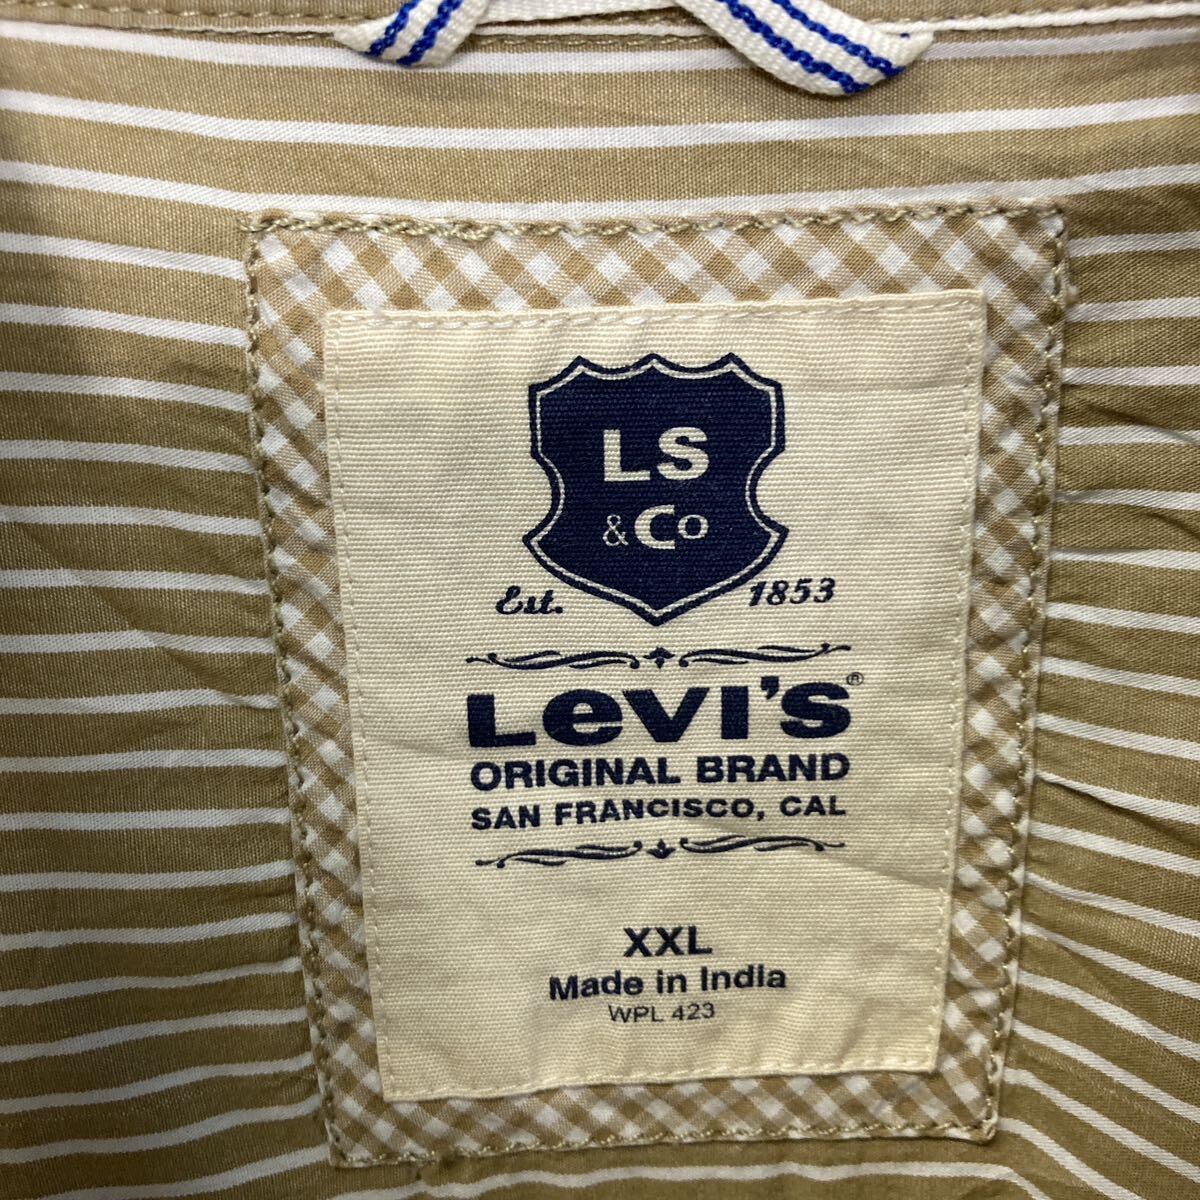 LS
& Co
Est. 1853
Levi's®
ORIGINAL BRAND
SAN FRANCISCO, CAL
XXL
Made in India
WPL 423